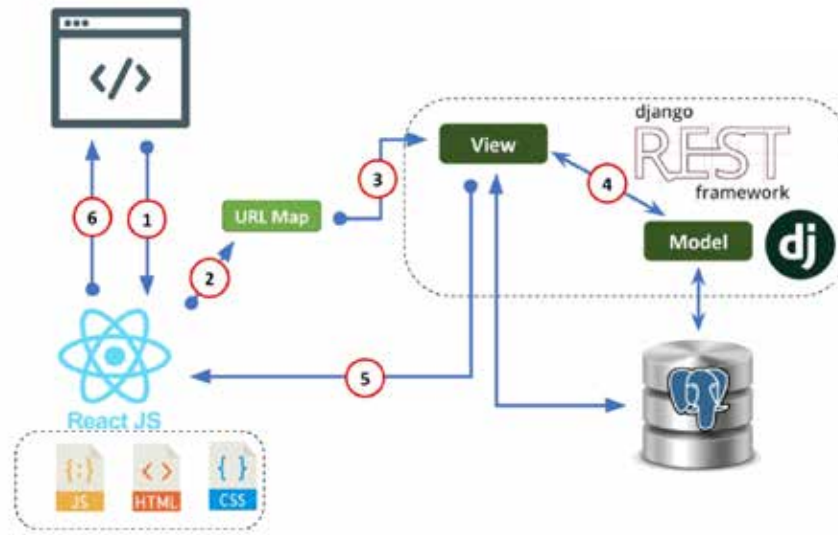 </>
django
REST
framework
View
3
4
6
1
URL Map
Model
dj
2
5
React JS
{:}
< >
{ }
JS
HTML
CSS